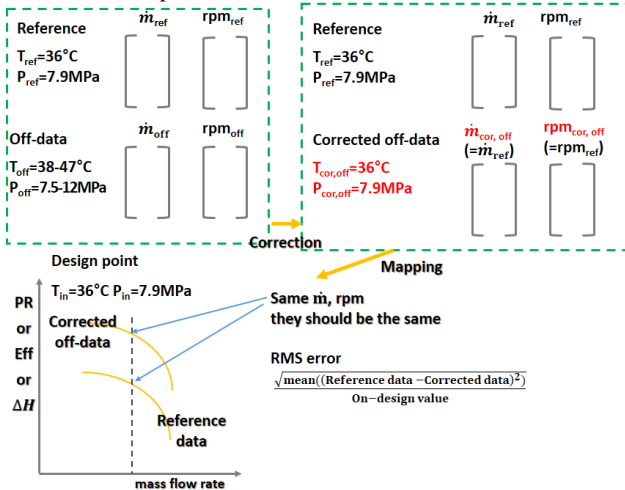 Reference
ṁref rpmref
Tref=36°C
Pref=7.9MPa
Off-data
ṁoff rpmoff
Toff=38-47°C
Poff=7.5-12MPa
Reference
ṁref rpmref
Tref=36°C
Pref=7.9MPa
Corrected off-data
ṁcor, off rpmcor, off
(=ṁref) (=rpmref)
Tcor,off=36°C
Pcor,off=7.9MPa
Correction
Mapping
Design point
Tin=36°C Pin=7.9MPa
PR
or
Eff
or
ΔH
Corrected
off-data
Reference
data
mass flow rate
Same ṁ, rpm
they should be the same
RMS error
√mean((Reference data −Corrected data)²)
On−design value